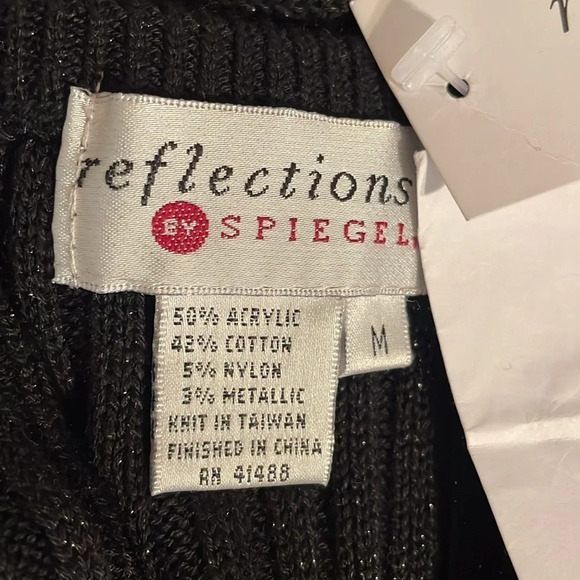 reflections
BY SPIEGEL
M
50% ACRYLIC
42% COTTON
5% NYLON
3% METALLIC
KNIT IN TAIWAN
FINISHED IN CHINA
RN 41488